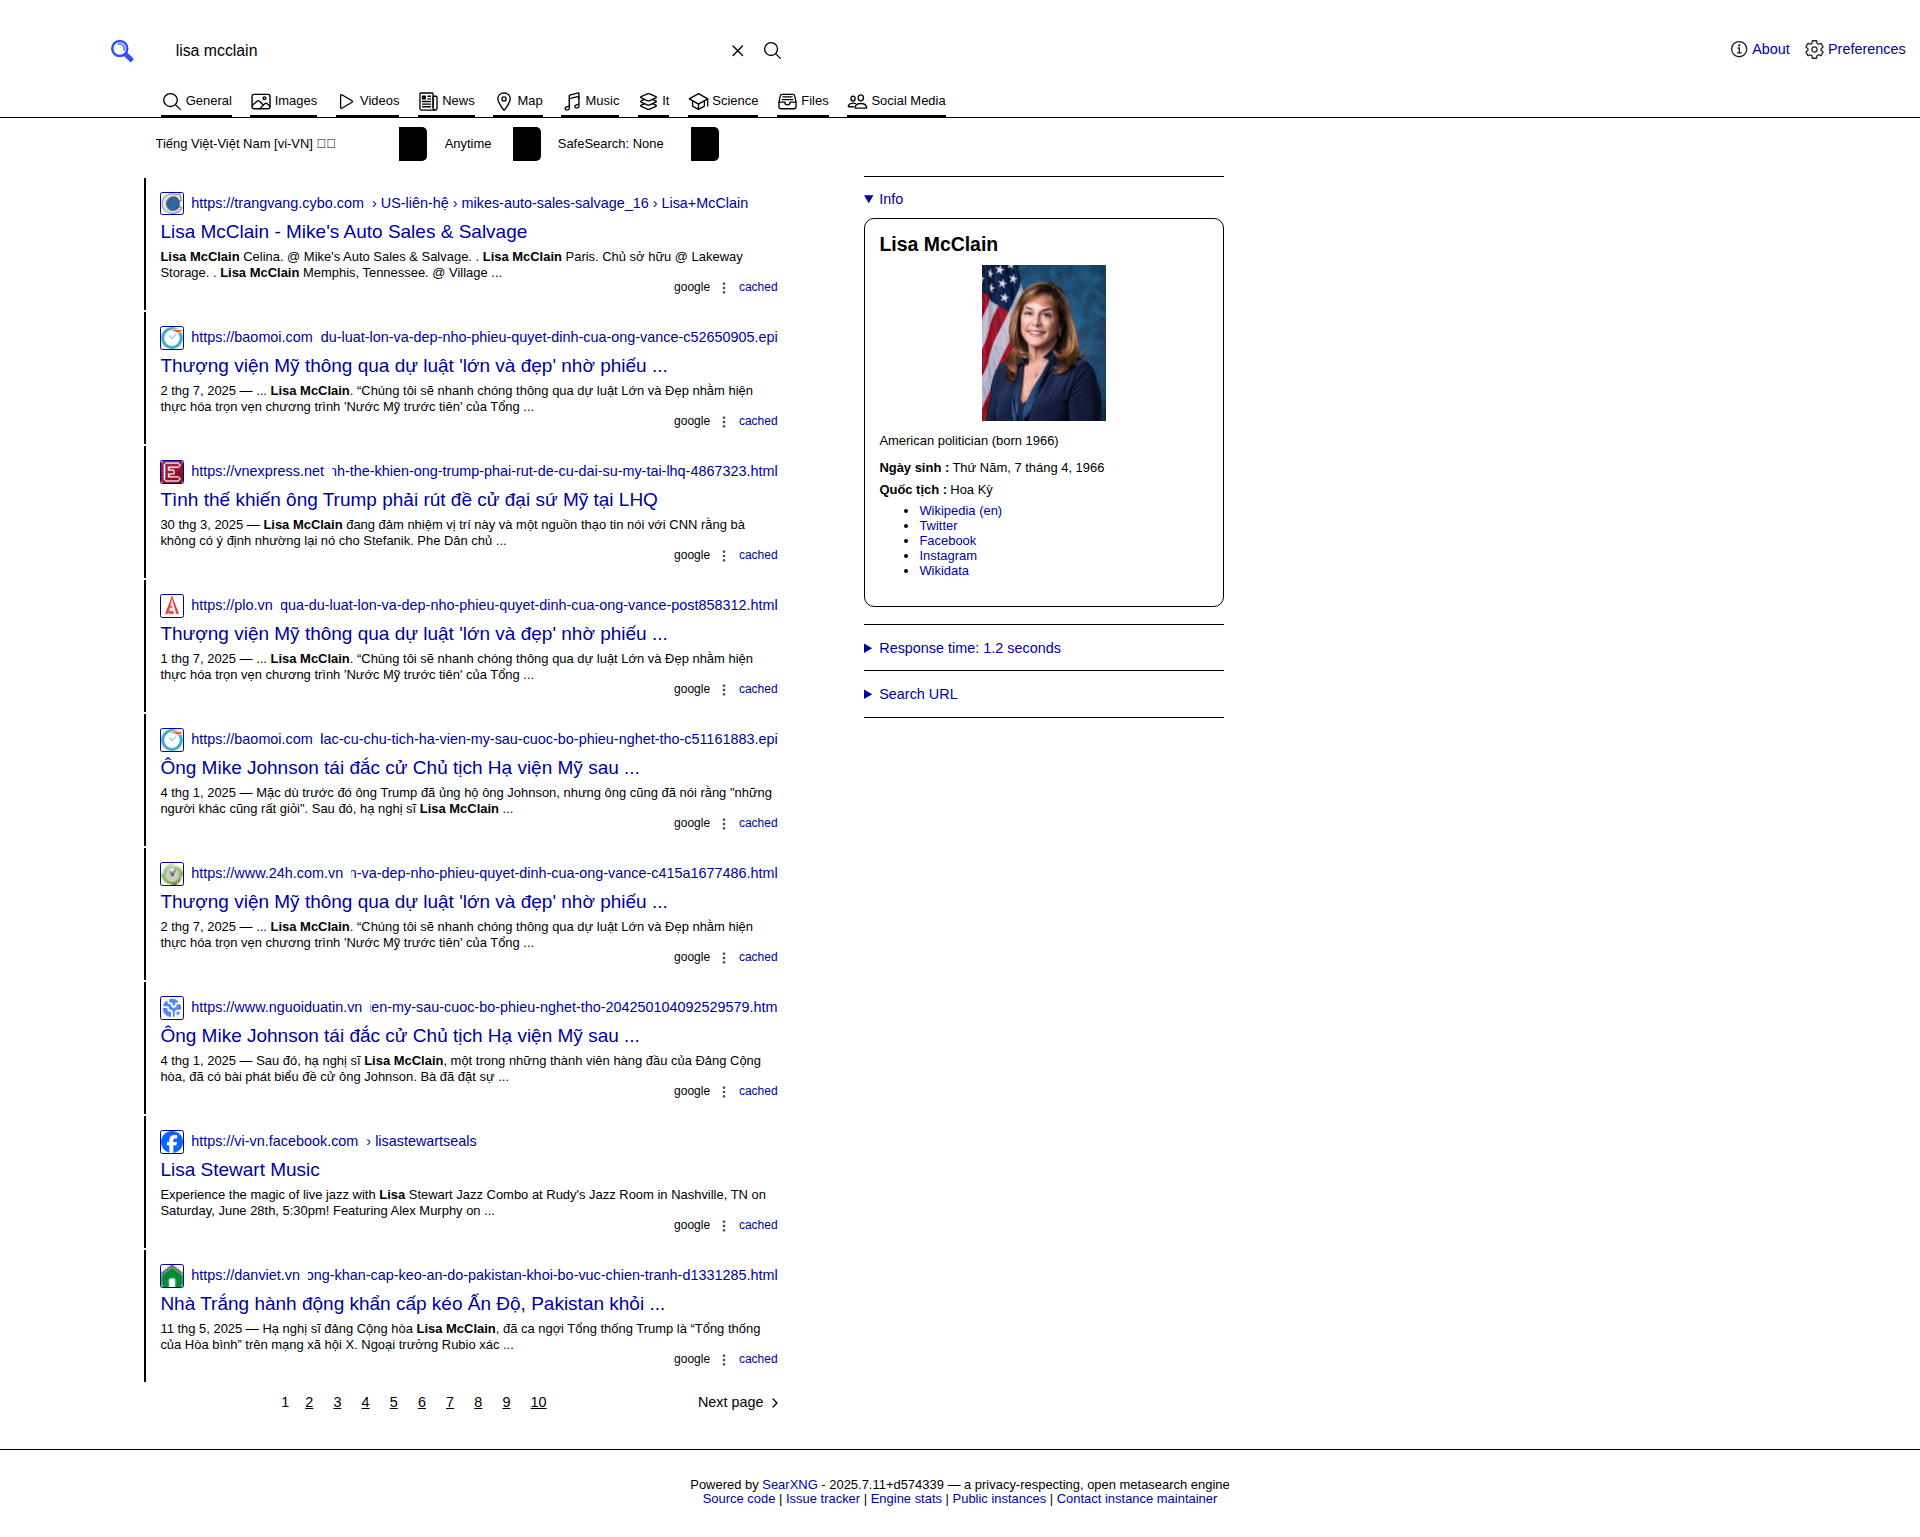 lisa mcclain
About Preferences
General Images Videos News Map Music It Science Files Social Media
Tiếng Việt-Việt Nam [vi-VN] Anytime SafeSearch: None
https://trangvang.cybo.com › US-liên-hệ › mikes-auto-sales-salvage_16 › Lisa+McClain
Lisa McClain - Mike's Auto Sales & Salvage
Lisa McClain Celina. @ Mike's Auto Sales & Salvage. . Lisa McClain Paris. Chủ sở hữu @ Lakeway
Storage. . Lisa McClain Memphis, Tennessee. @ Village ...
google cached
https://baomoi.com du-luat-lon-va-dep-nho-phieu-quyet-dinh-cua-ong-vance-c52650905.epi
Thượng viện Mỹ thông qua dự luật 'lớn và đẹp' nhờ phiếu ...
2 thg 7, 2025 — ... Lisa McClain. “Chúng tôi sẽ nhanh chóng thông qua dự luật Lớn và Đẹp nhằm hiện
thực hóa trọn vẹn chương trình 'Nước Mỹ trước tiên' của Tổng ...
google cached
https://vnexpress.net nh-the-khien-ong-trump-phai-rut-de-cu-dai-su-my-tai-lhq-4867323.html
Tình thế khiến ông Trump phải rút đề cử đại sứ Mỹ tại LHQ
30 thg 3, 2025 — Lisa McClain đang đảm nhiệm vị trí này và một nguồn thạo tin nói với CNN rằng bà
không có ý định nhường lại nó cho Stefanik. Phe Dân chủ ...
google cached
https://plo.vn qua-du-luat-lon-va-dep-nho-phieu-quyet-dinh-cua-ong-vance-post858312.html
Thượng viện Mỹ thông qua dự luật 'lớn và đẹp' nhờ phiếu ...
1 thg 7, 2025 — ... Lisa McClain. “Chúng tôi sẽ nhanh chóng thông qua dự luật Lớn và Đẹp nhằm hiện
thực hóa trọn vẹn chương trình 'Nước Mỹ trước tiên' của Tổng ...
google cached
https://baomoi.com lac-cu-chu-tich-ha-vien-my-sau-cuoc-bo-phieu-nghet-tho-c51161883.epi
Ông Mike Johnson tái đắc cử Chủ tịch Hạ viện Mỹ sau ...
4 thg 1, 2025 — Mặc dù trước đó ông Trump đã ủng hộ ông Johnson, nhưng ông cũng đã nói rằng "những
người khác cũng rất giỏi". Sau đó, hạ nghị sĩ Lisa McClain ...
google cached
https://www.24h.com.vn n-va-dep-nho-phieu-quyet-dinh-cua-ong-vance-c415a1677486.html
Thượng viện Mỹ thông qua dự luật 'lớn và đẹp' nhờ phiếu ...
2 thg 7, 2025 — ... Lisa McClain. “Chúng tôi sẽ nhanh chóng thông qua dự luật Lớn và Đẹp nhằm hiện
thực hóa trọn vẹn chương trình 'Nước Mỹ trước tiên' của Tổng ...
google cached
https://www.nguoiduatin.vn ien-my-sau-cuoc-bo-phieu-nghet-tho-204250104092529579.htm
Ông Mike Johnson tái đắc cử Chủ tịch Hạ viện Mỹ sau ...
4 thg 1, 2025 — Sau đó, hạ nghị sĩ Lisa McClain, một trong những thành viên hàng đầu của Đảng Cộng
hòa, đã có bài phát biểu đề cử ông Johnson. Bà đã đặt sự ...
google cached
https://vi-vn.facebook.com › lisastewartseals
Lisa Stewart Music
Experience the magic of live jazz with Lisa Stewart Jazz Combo at Rudy's Jazz Room in Nashville, TN on
Saturday, June 28th, 5:30pm! Featuring Alex Murphy on ...
google cached
https://danviet.vn ong-khan-cap-keo-an-do-pakistan-khoi-bo-vuc-chien-tranh-d1331285.html
Nhà Trắng hành động khẩn cấp kéo Ấn Độ, Pakistan khỏi ...
11 thg 5, 2025 — Hạ nghị sĩ đảng Cộng hòa Lisa McClain, đã ca ngợi Tổng thống Trump là “Tổng thống
của Hòa bình” trên mạng xã hội X. Ngoại trưởng Rubio xác ...
google cached
1 2 3 4 5 6 7 8 9 10 Next page
Info
Lisa McClain
American politician (born 1966)
Ngày sinh : Thứ Năm, 7 tháng 4, 1966
Quốc tịch : Hoa Kỳ
Wikipedia (en)
Twitter
Facebook
Instagram
Wikidata
Response time: 1.2 seconds
Search URL
Powered by SearXNG - 2025.7.11+d574339 — a privacy-respecting, open metasearch engine
Source code | Issue tracker | Engine stats | Public instances | Contact instance maintainer